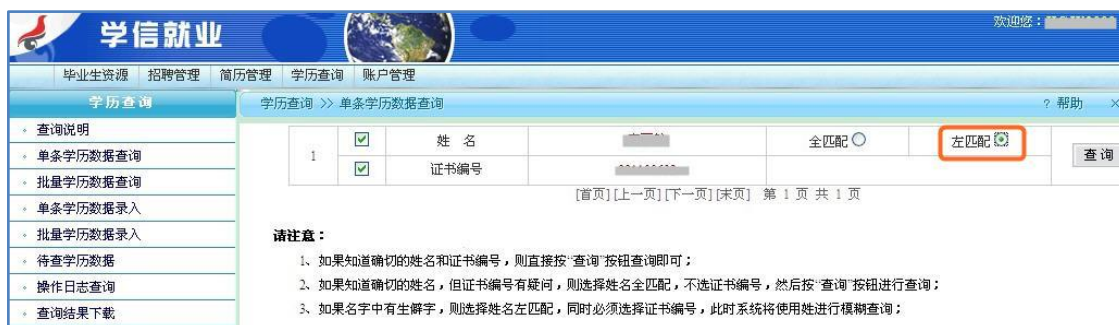 学信就业
欢迎您：
毕业生资源 招聘管理 简历管理 学历查询 账户管理
学历查询
学历查询 >> 单条学历数据查询
? 帮助 ×
查询说明
单条学历数据查询
批量学历数据查询
单条学历数据录入
批量学历数据录入
待查学历数据
操作日志查询
查询结果下载
1
姓 名
全匹配
左匹配
查 询
证书编号
[首页] [上一页] [下一页] [末页] 第 1 页 共 1 页
请注意：
1、如果知道确切的姓名和证书编号，则直接按“查询”按钮查询即可；
2、如果知道确切的姓名，但证书编号有疑问，则选择姓名全匹配，不选证书编号，然后按“查询”按钮进行查询；
3、如果名字中有生僻字，则选择姓名左匹配，同时必须选择证书编号，此时系统将使用姓进行模糊查询；